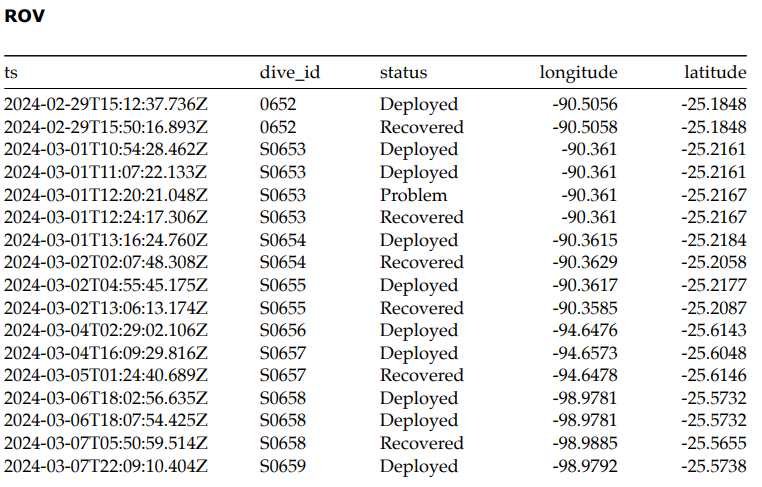 ROV
ts dive_id status longitude latitude
2024-02-29T15:12:37.736Z 0652 Deployed -90.5056 -25.1848
2024-02-29T15:50:16.893Z 0652 Recovered -90.5058 -25.1848
2024-03-01T10:54:28.462Z S0653 Deployed -90.361 -25.2161
2024-03-01T11:07:22.133Z S0653 Deployed -90.361 -25.2161
2024-03-01T12:20:21.048Z S0653 Problem -90.361 -25.2167
2024-03-01T12:24:17.306Z S0653 Recovered -90.361 -25.2167
2024-03-01T13:16:24.760Z S0654 Deployed -90.3615 -25.2184
2024-03-02T02:07:48.308Z S0654 Recovered -90.3629 -25.2058
2024-03-02T04:55:45.175Z S0655 Deployed -90.3617 -25.2177
2024-03-02T13:06:13.174Z S0655 Recovered -90.3585 -25.2087
2024-03-04T02:29:02.106Z S0656 Deployed -94.6476 -25.6143
2024-03-04T16:09:29.816Z S0657 Deployed -94.6573 -25.6048
2024-03-05T01:24:40.689Z S0657 Recovered -94.6478 -25.6146
2024-03-06T18:02:56.635Z S0658 Deployed -98.9781 -25.5732
2024-03-06T18:07:54.425Z S0658 Deployed -98.9781 -25.5732
2024-03-07T05:50:59.514Z S0658 Recovered -98.9885 -25.5655
2024-03-07T22:09:10.404Z S0659 Deployed -98.9792 -25.5738